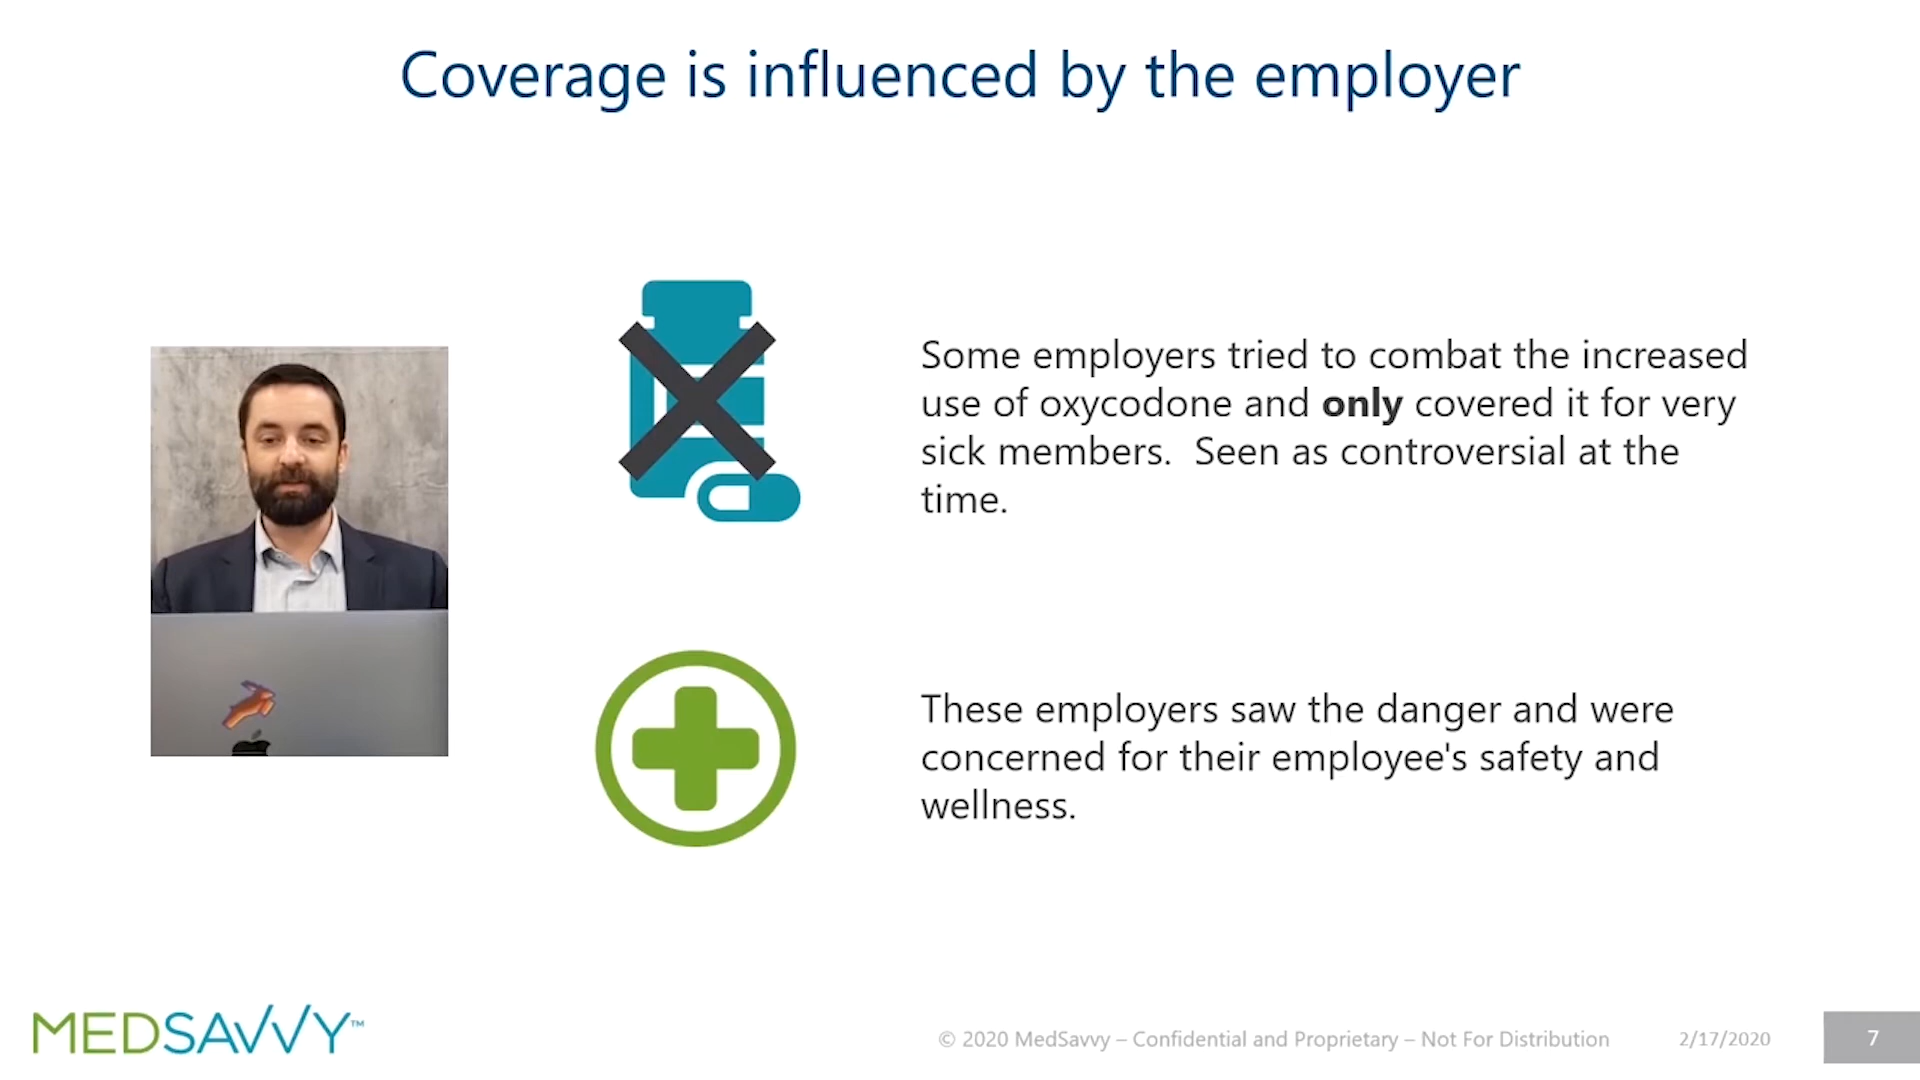 Coverage is influenced by the employer
Some employers tried to combat the increased
use of oxycodone and only covered it for very
sick members.  Seen as controversial at the
time.
These employers saw the danger and were
concerned for their employee's safety and
wellness.
MEDSAVVY™
© 2020 MedSavvy – Confidential and Proprietary – Not For Distribution
2/17/2020
7